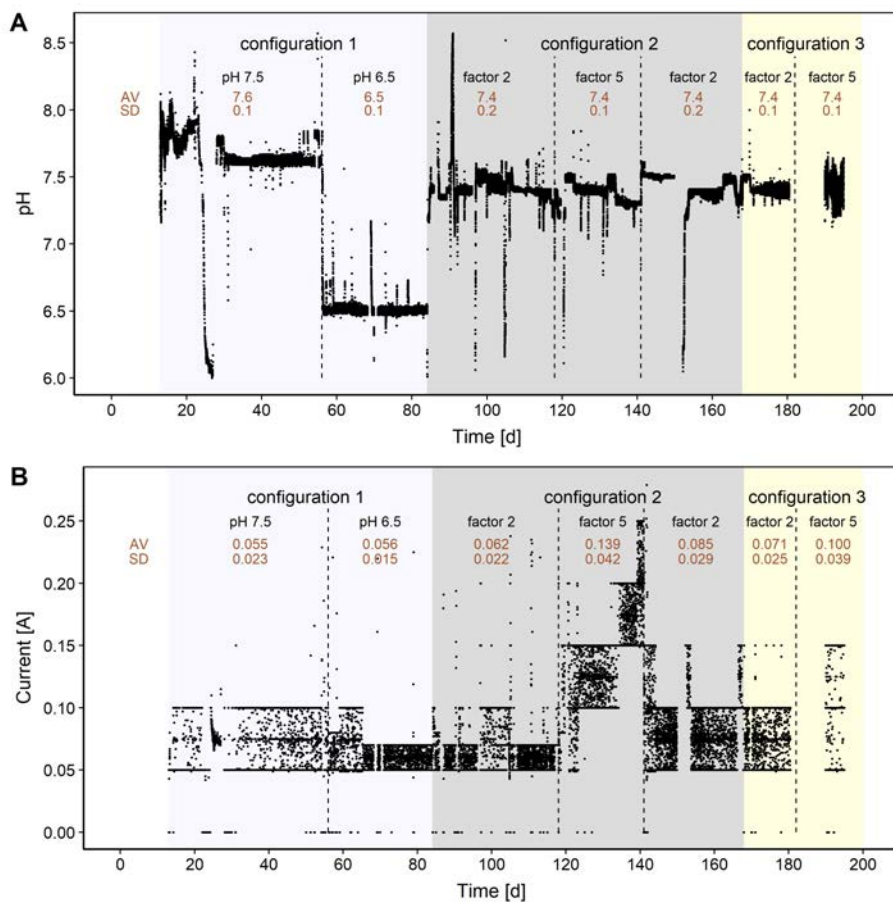 A
configuration 1 configuration 2 configuration 3
pH 7.5 pH 6.5 factor 2 factor 5 factor 2 factor 2 factor 5
AV 7.6 6.5 7.4 7.4 7.4 7.4 7.4
SD 0.1 0.1 0.2 0.1 0.2 0.1 0.1
8.5
8.0
7.5
7.0
6.5
6.0
pH
0 20 40 60 80 100 120 140 160 180 200
Time [d]
B
configuration 1 configuration 2 configuration 3
pH 7.5 pH 6.5 factor 2 factor 5 factor 2 factor 2 factor 5
AV 0.055 0.056 0.062 0.139 0.085 0.071 0.100
SD 0.023 0.015 0.022 0.042 0.029 0.025 0.039
0.25
0.20
0.15
0.10
0.05
0.00
Current [A]
0 20 40 60 80 100 120 140 160 180 200
Time [d]